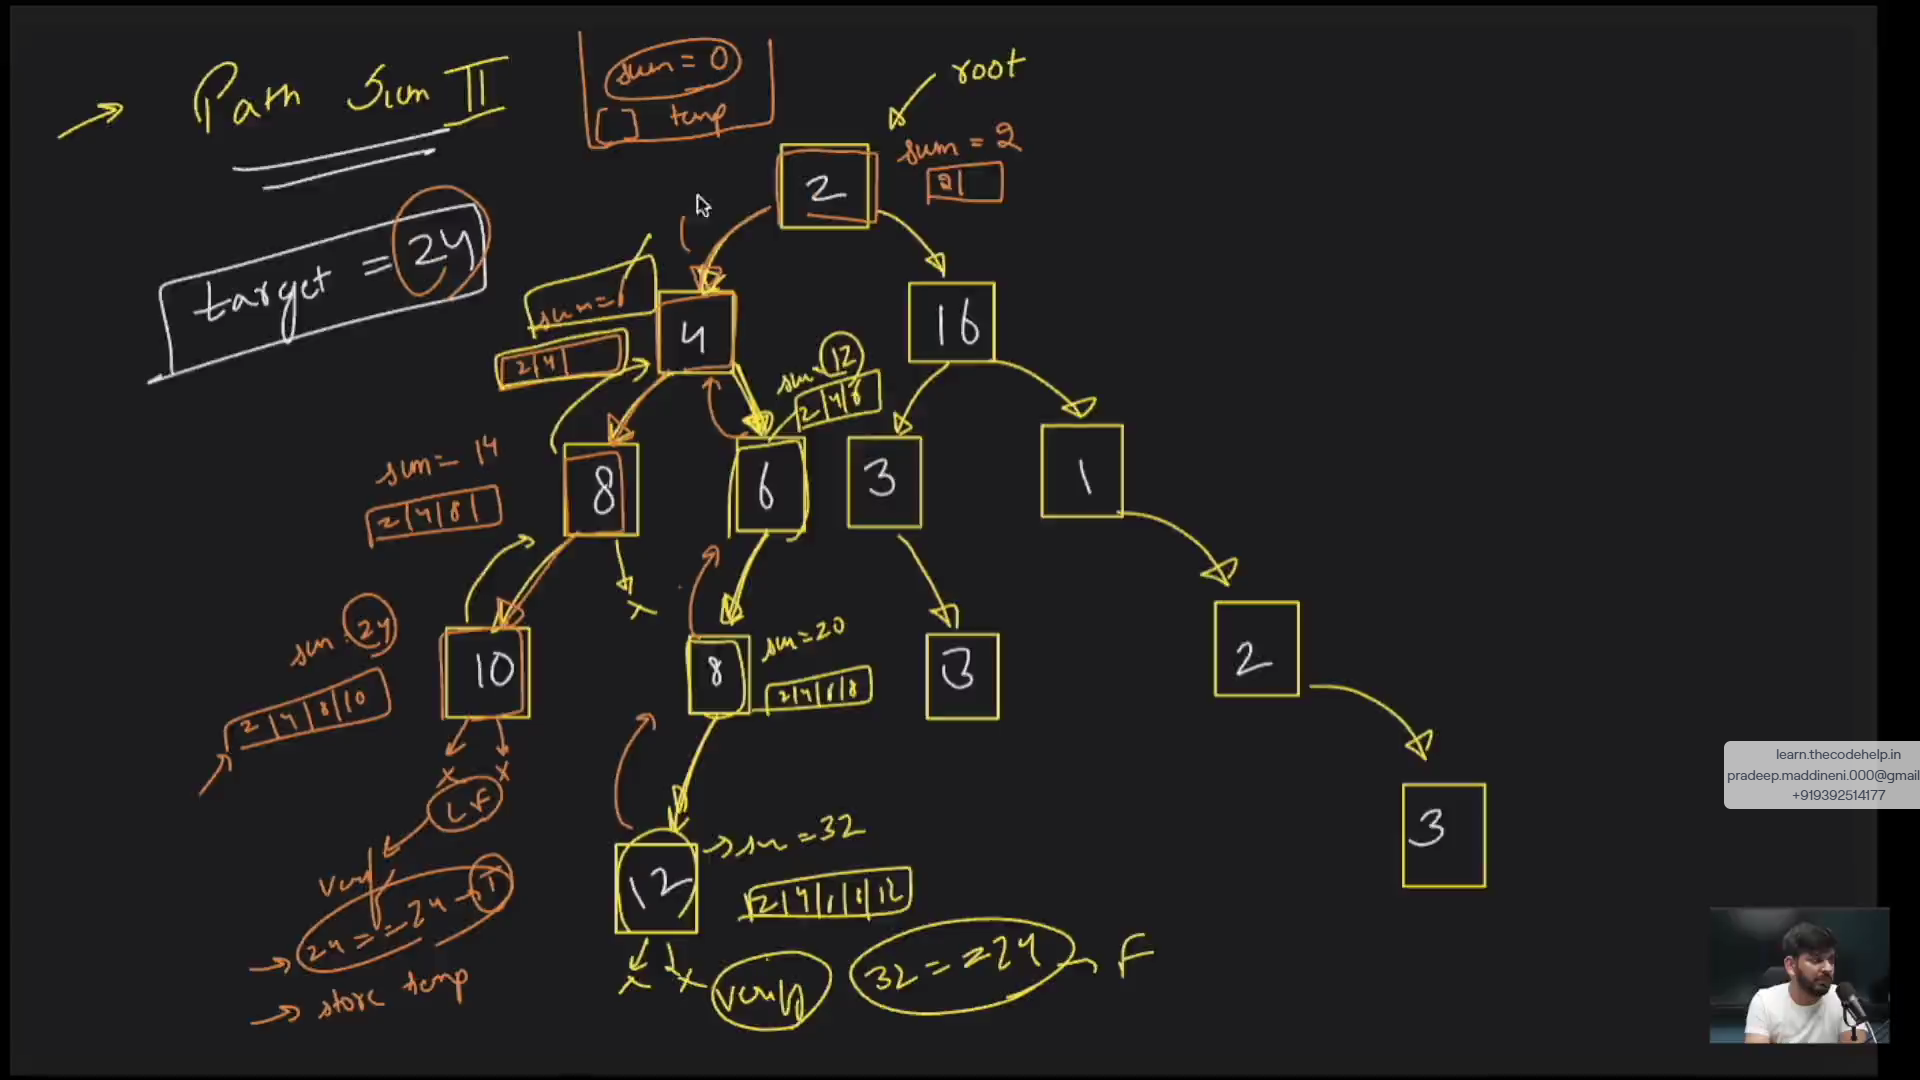 → Path Sum II
sum = 0
[ ] temp
root
sum = 2
2
2
target = 24
sum =
2 | 4 |
4
16
sum = 12
2 | 4 | 6
sum = 14
2 | 4 | 8 |
8
6
3
1
sum = 24
2 | 4 | 8 | 10
10
x
8
sum = 20
2 | 4 | 6 | 8
3
2
x x
LF
12
→ sum = 32
2 | 4 | 6 | 8 | 12
3
→ 24 == 24 → T
→ store temp
x x
verify
32 == 24 → F
learn.thecodehelp.in
pradeep.maddineni.000@gmail
+919392514177